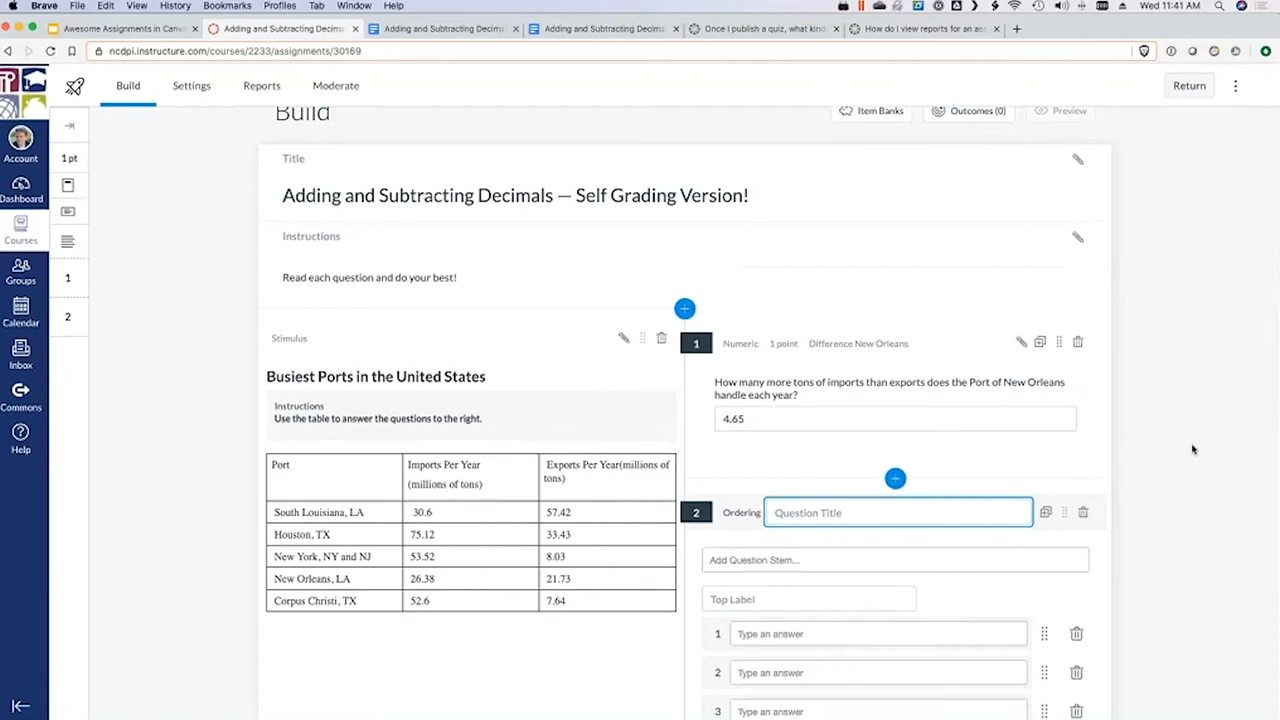 Brave File Edit View History Bookmarks Profiles Tab Window Help Wed 11:41 AM
Awesome Assignments in Canv Adding and Subtracting Decima Adding and Subtracting Decimal Adding and Subtracting Decima Once I publish a quiz, what kind How do I view reports for an ass
ncdpi.instructure.com/courses/2233/assignments/30169
Build Settings Reports Moderate Return
Build Item Banks Outcomes (0) Preview
Account
Dashboard
Courses
Groups
Calendar
Inbox
Commons
Help
1 pt
1
2
Title
Adding and Subtracting Decimals — Self Grading Version!
Instructions
Read each question and do your best!
Stimulus
Busiest Ports in the United States
Instructions
Use the table to answer the questions to the right.
Port Imports Per Year (millions of tons) Exports Per Year(millions of tons)
South Louisiana, LA 30.6 57.42
Houston, TX 75.12 33.43
New York, NY and NJ 53.52 8.03
New Orleans, LA 26.38 21.73
Corpus Christi, TX 52.6 7.64
1 Numeric 1 point Difference New Orleans
How many more tons of imports than exports does the Port of New Orleans
handle each year?
4.65
2 Ordering Question Title
Add Question Stem...
Top Label
1 Type an answer
2 Type an answer
3 Type an answer